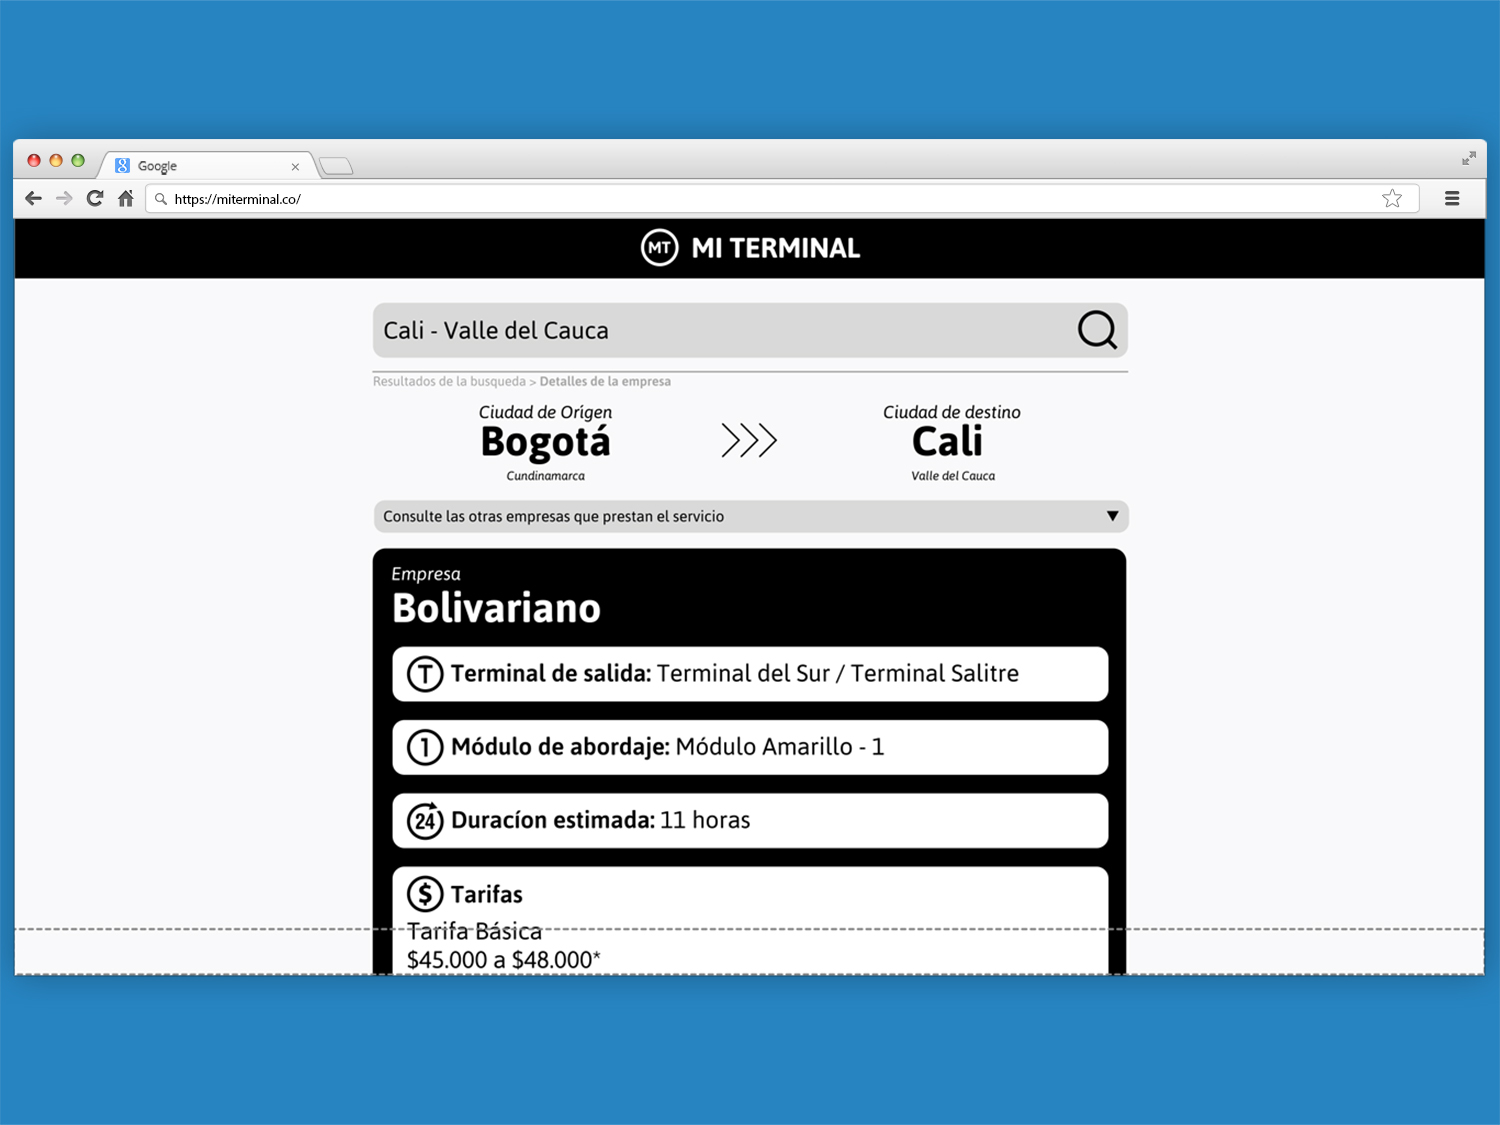 Google
https://miterminal.co/
MT MI TERMINAL
Cali - Valle del Cauca
Resultados de la busqueda > Detalles de la empresa
Ciudad de Orígen
Bogotá
Cundinamarca
Ciudad de destino
Cali
Valle del Cauca
Consulte las otras empresas que prestan el servicio
Empresa
Bolivariano
T Terminal de salida: Terminal del Sur / Terminal Salitre
1 Módulo de abordaje: Módulo Amarillo - 1
24 Duracíon estimada: 11 horas
$ Tarifas
Tarifa Básica
$45.000 a $48.000*